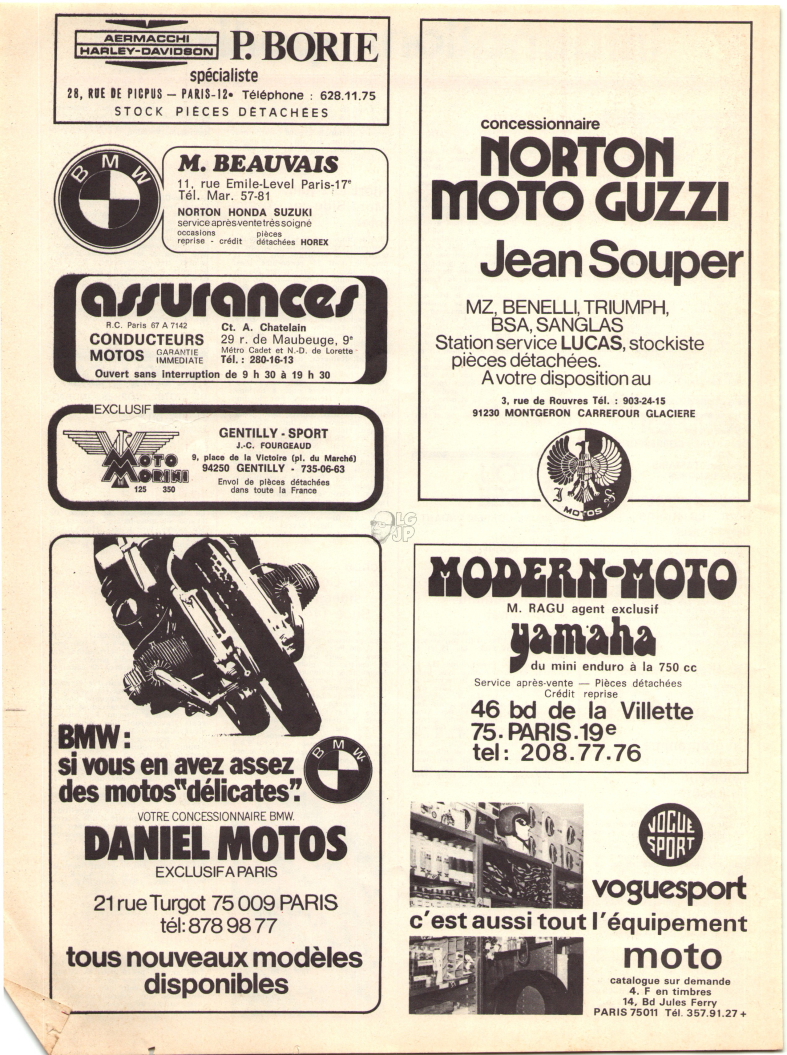 AERMACCHI
HARLEY-DAVIDSON
P. BORIE
spécialiste
28, RUE DE PICPUS — PARIS-12e Téléphone : 628.11.75
STOCK PIÈCES DÉTACHÉES
BMW
M. BEAUVAIS
11, rue Emile-Level Paris-17e
Tél. Mar. 57-81
NORTON HONDA SUZUKI
service après vente très soigné
occasions pièces
reprise - crédit détachées HOREX
assurances
R.C. Paris 67 A 7142
CONDUCTEURS
MOTOS GARANTIE IMMEDIATE
Ct. A. Chatelain
29 r. de Maubeuge, 9e
Métro Cadet et N.-D. de Lorette
Tél. : 280-16-13
Ouvert sans interruption de 9 h 30 à 19 h 30
EXCLUSIF
MOTO
MORINI
125 350
GENTILLY - SPORT
J.-C. FOURGEAUD
9, place de la Victoire (pl. du Marché)
94250 GENTILLY - 735-06-63
Envoi de pièces détachées
dans toute la France
BMW :
si vous en avez assez
des motos "délicates".
BMW
VOTRE CONCESSIONNAIRE BMW.
DANIEL MOTOS
EXCLUSIF A PARIS
21 rue Turgot 75 009 PARIS
tél: 878 98 77
tous nouveaux modèles
disponibles
concessionnaire
NORTON
MOTO GUZZI
Jean Souper
MZ, BENELLI, TRIUMPH,
BSA, SANGLAS
Station service LUCAS, stockiste
pièces détachées.
A votre disposition au
3, rue de Rouvres Tél. : 903-24-15
91230 MONTGERON CARREFOUR GLACIERE
J S
MOTOS
LG
JP
MODERN-MOTO
M. RAGU agent exclusif
yamaha
du mini enduro à la 750 cc
Service après-vente — Pièces détachées
Crédit reprise
46 bd de la Villette
75. PARIS. 19e
tel: 208.77.76
VOGUE
SPORT
voguesport
c'est aussi tout l'équipement
moto
catalogue sur demande
4. F en timbres
14, Bd Jules Ferry
PARIS 75011 Tél. 357.91.27 +